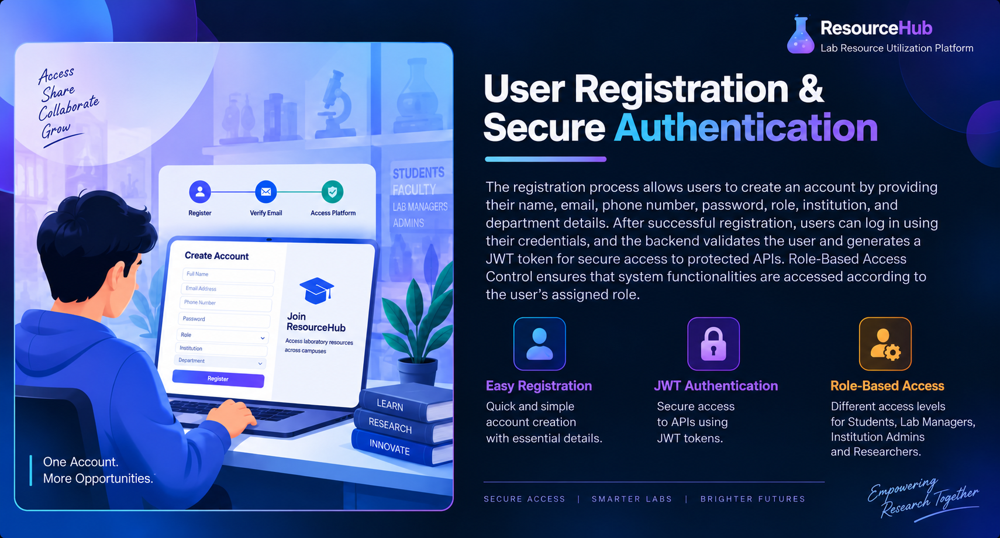 Access
Share
Collaborate
Grow
Register
Verify Email
Access Platform
STUDENTS
FACULTY
LAB MANAGERS
ADMINS
Create Account
Full Name
Email Address
Phone Number
Password
Role
Institution
Department
Register
Join
ResourceHub
Access laboratory resources
across campuses
LEARN
RESEARCH
INNOVATE
One Account.
More Opportunities.
ResourceHub
Lab Resource Utilization Platform
User Registration &
Secure Authentication
The registration process allows users to create an account by providing
their name, email, phone number, password, role, institution, and
department details. After successful registration, users can log in using
their credentials, and the backend validates the user and generates a
JWT token for secure access to protected APIs. Role-Based Access
Control ensures that system functionalities are accessed according to
the user's assigned role.
Easy Registration
Quick and simple
account creation
with essential details.
JWT Authentication
Secure access
to APIs using
JWT tokens.
Role-Based Access
Different access levels
for Students, Lab Managers,
Institution Admins
and Researchers.
SECURE ACCESS | SMARTER LABS | BRIGHTER FUTURES
Empowering
Research Together